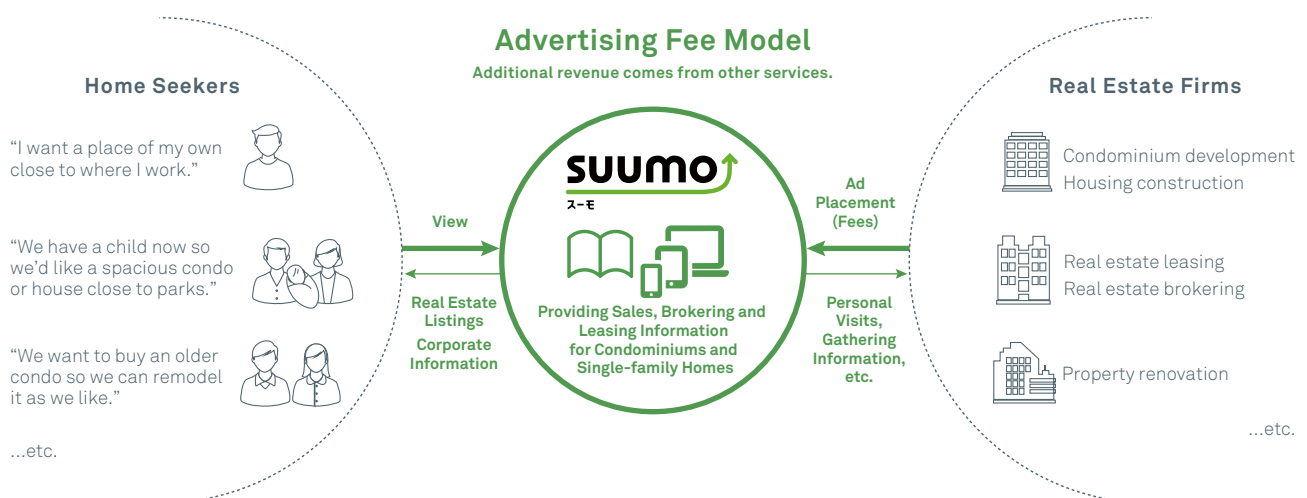 Advertising Fee Model
Additional revenue comes from other services.
Home Seekers
“I want a place of my own
close to where I work.”
“We have a child now so
we’d like a spacious condo
or house close to parks.”
“We want to buy an older
condo so we can remodel
it as we like.”
...etc.
View
Real Estate
Listings
Corporate
Information
SUUMO
スーモ
Providing Sales, Brokering and
Leasing Information
for Condominiums and
Single-family Homes
Ad
Placement
(Fees)
Personal
Visits,
Gathering
Information,
etc.
Real Estate Firms
Condominium development
Housing construction
Real estate leasing
Real estate brokering
Property renovation
...etc.